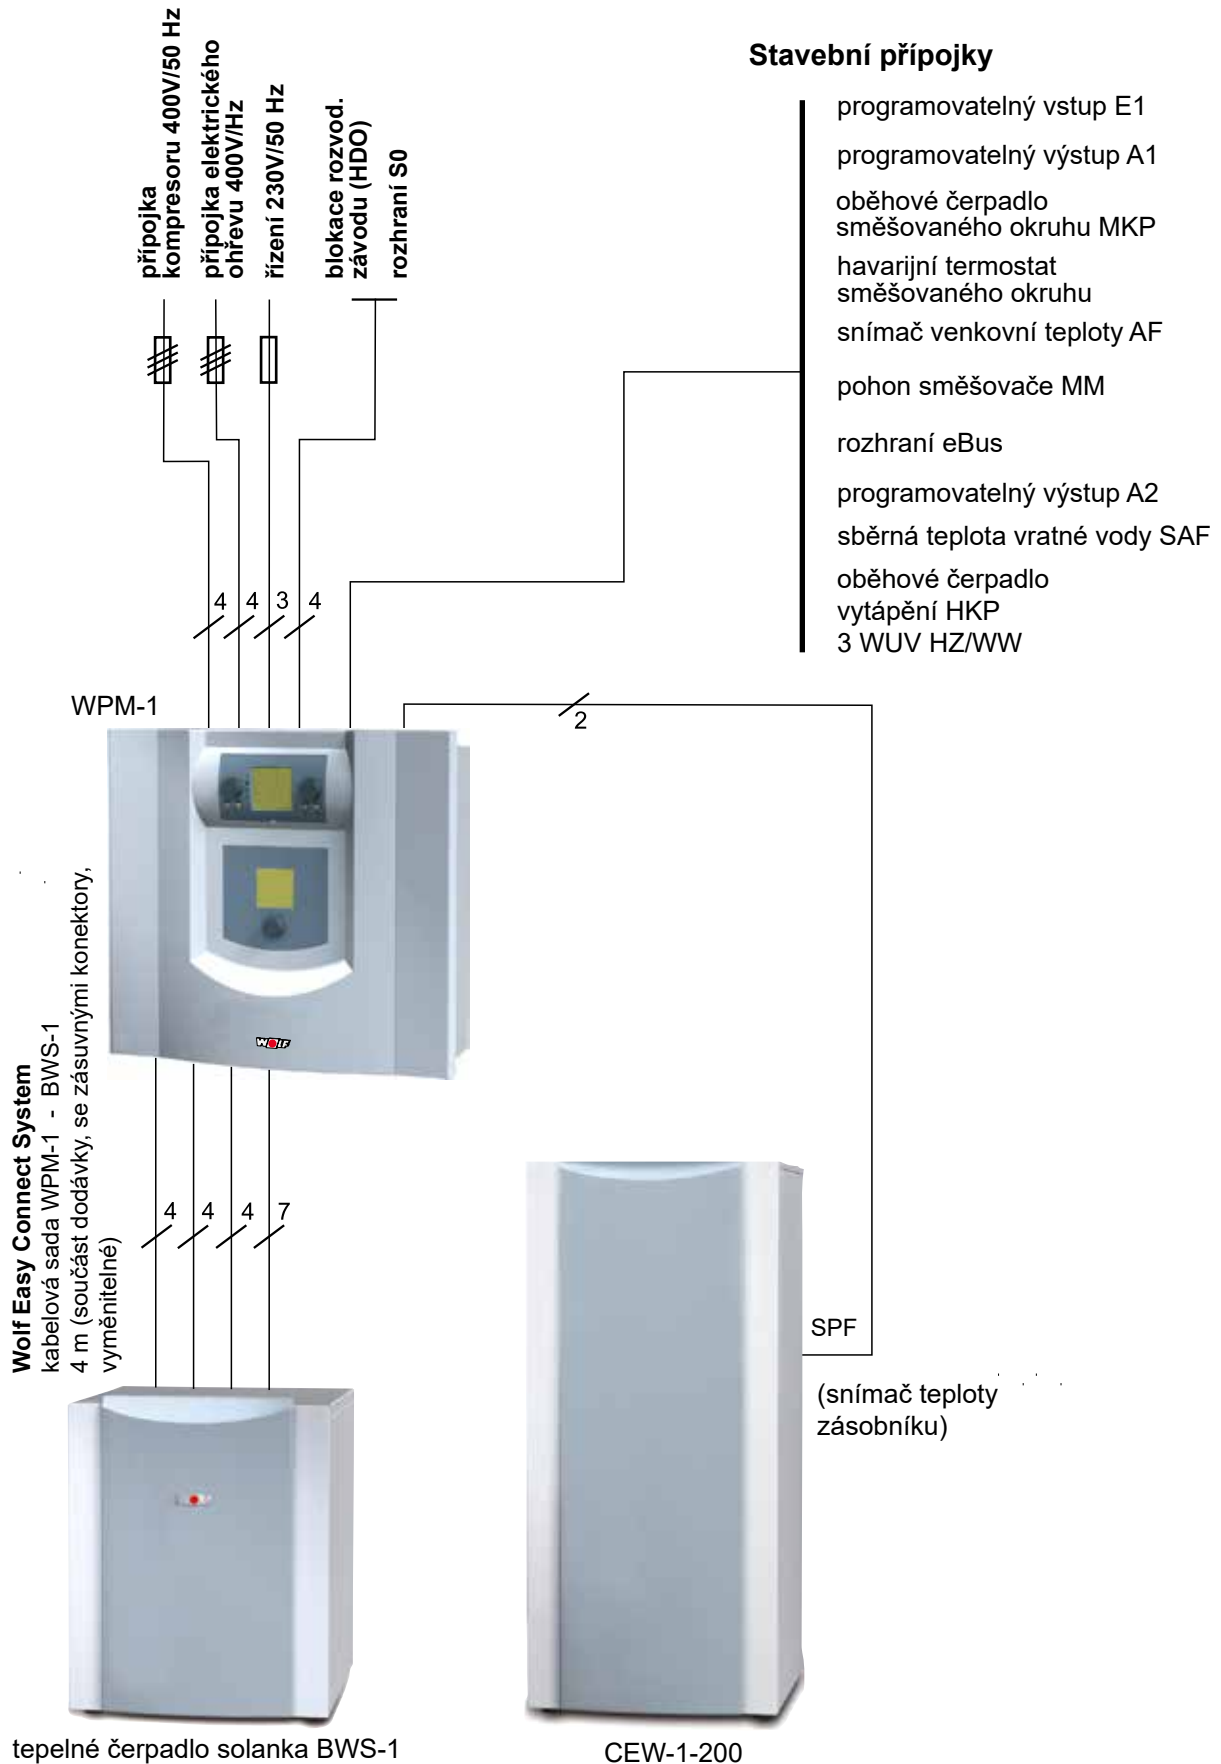 přípojka
kompresoru 400V/50 Hz
přípojka elektrického
ohřevu 400V/Hz
řízení 230V/50 Hz
blokace rozvod.
závodu (HDO)
rozhraní S0
Stavební přípojky
programovatelný vstup E1
programovatelný výstup A1
oběhové čerpadlo
směšovaného okruhu MKP
havarijní termostat
směšovaného okruhu
snímač venkovní teploty AF
pohon směšovače MM
rozhraní eBus
programovatelný výstup A2
sběrná teplota vratné vody SAF
oběhové čerpadlo
vytápění HKP
3 WUV HZ/WW
4 4 3 4
WPM-1
2
WOLF
Wolf Easy Connect System
kabelová sada WPM-1 - BWS-1
4 m (součást dodávky, se zásuvnými konektory,
vyměnitelné)
4 4 4 7
SPF
(snímač teploty
zásobníku)
tepelné čerpadlo solanka BWS-1
CEW-1-200